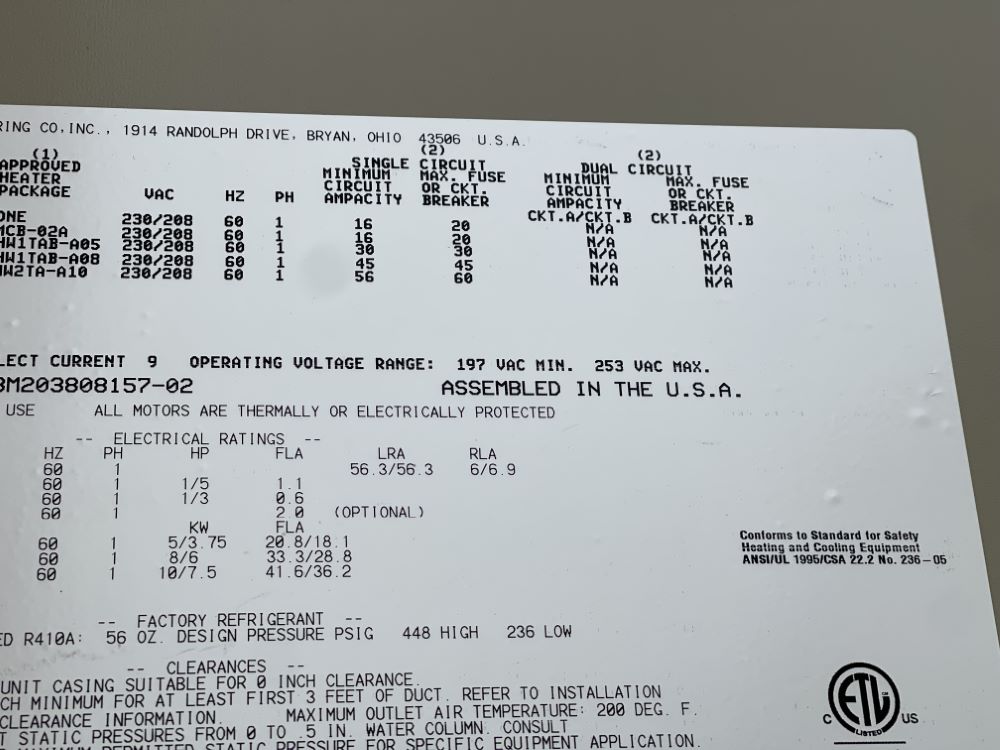 RING CO, INC., 1914 RANDOLPH DRIVE, BRYAN, OHIO 43506 U.S.A.
(1) (2) (2)
APPROVED SINGLE CIRCUIT DUAL CIRCUIT
HEATER MINIMUM MAX. FUSE MINIMUM MAX. FUSE
PACKAGE VAC HZ PH CIRCUIT OR CKT. CIRCUIT OR CKT.
AMPACITY BREAKER AMPACITY BREAKER
CKT.A/CKT.B CKT.A/CKT.B
ONE 230/208 60 1 16 20 N/A N/A
MCB-02A 230/208 60 1 16 20 N/A N/A
HW1TAB-A05 230/208 60 1 30 30 N/A N/A
HW1TAB-A08 230/208 60 1 45 45 N/A N/A
HW2TA-A10 230/208 60 1 56 60 N/A N/A
LECT CURRENT 9 OPERATING VOLTAGE RANGE: 197 VAC MIN. 253 VAC MAX.
BM203808157-02 ASSEMBLED IN THE U.S.A.
USE ALL MOTORS ARE THERMALLY OR ELECTRICALLY PROTECTED
-- ELECTRICAL RATINGS --
HZ PH HP FLA LRA RLA
60 1 56.3/56.3 6/6.9
60 1 1/5 1.1
60 1 1/3 0.6
60 1 2.0 (OPTIONAL)
KW FLA
60 1 5/3.75 20.8/18.1
60 1 8/6 33.3/28.8
60 1 10/7.5 41.6/36.2
Conforms to Standard for Safety
Heating and Cooling Equipment
ANSI/UL 1995/CSA 22.2 No. 236-05
-- FACTORY REFRIGERANT --
ED R410A: 56 OZ. DESIGN PRESSURE PSIG 448 HIGH 236 LOW
-- CLEARANCES --
UNIT CASING SUITABLE FOR 0 INCH CLEARANCE.
CH MINIMUM FOR AT LEAST FIRST 3 FEET OF DUCT. REFER TO INSTALLATION
CLEARANCE INFORMATION. MAXIMUM OUTLET AIR TEMPERATURE: 200 DEG. F.
T STATIC PRESSURES FROM 0 TO .5 IN. WATER COLUMN. CONSULT
MAXIMUM PERMITTED STATIC PRESSURE FOR SPECIFIC EQUIPMENT APPLICATION.
C ETL US
LISTED